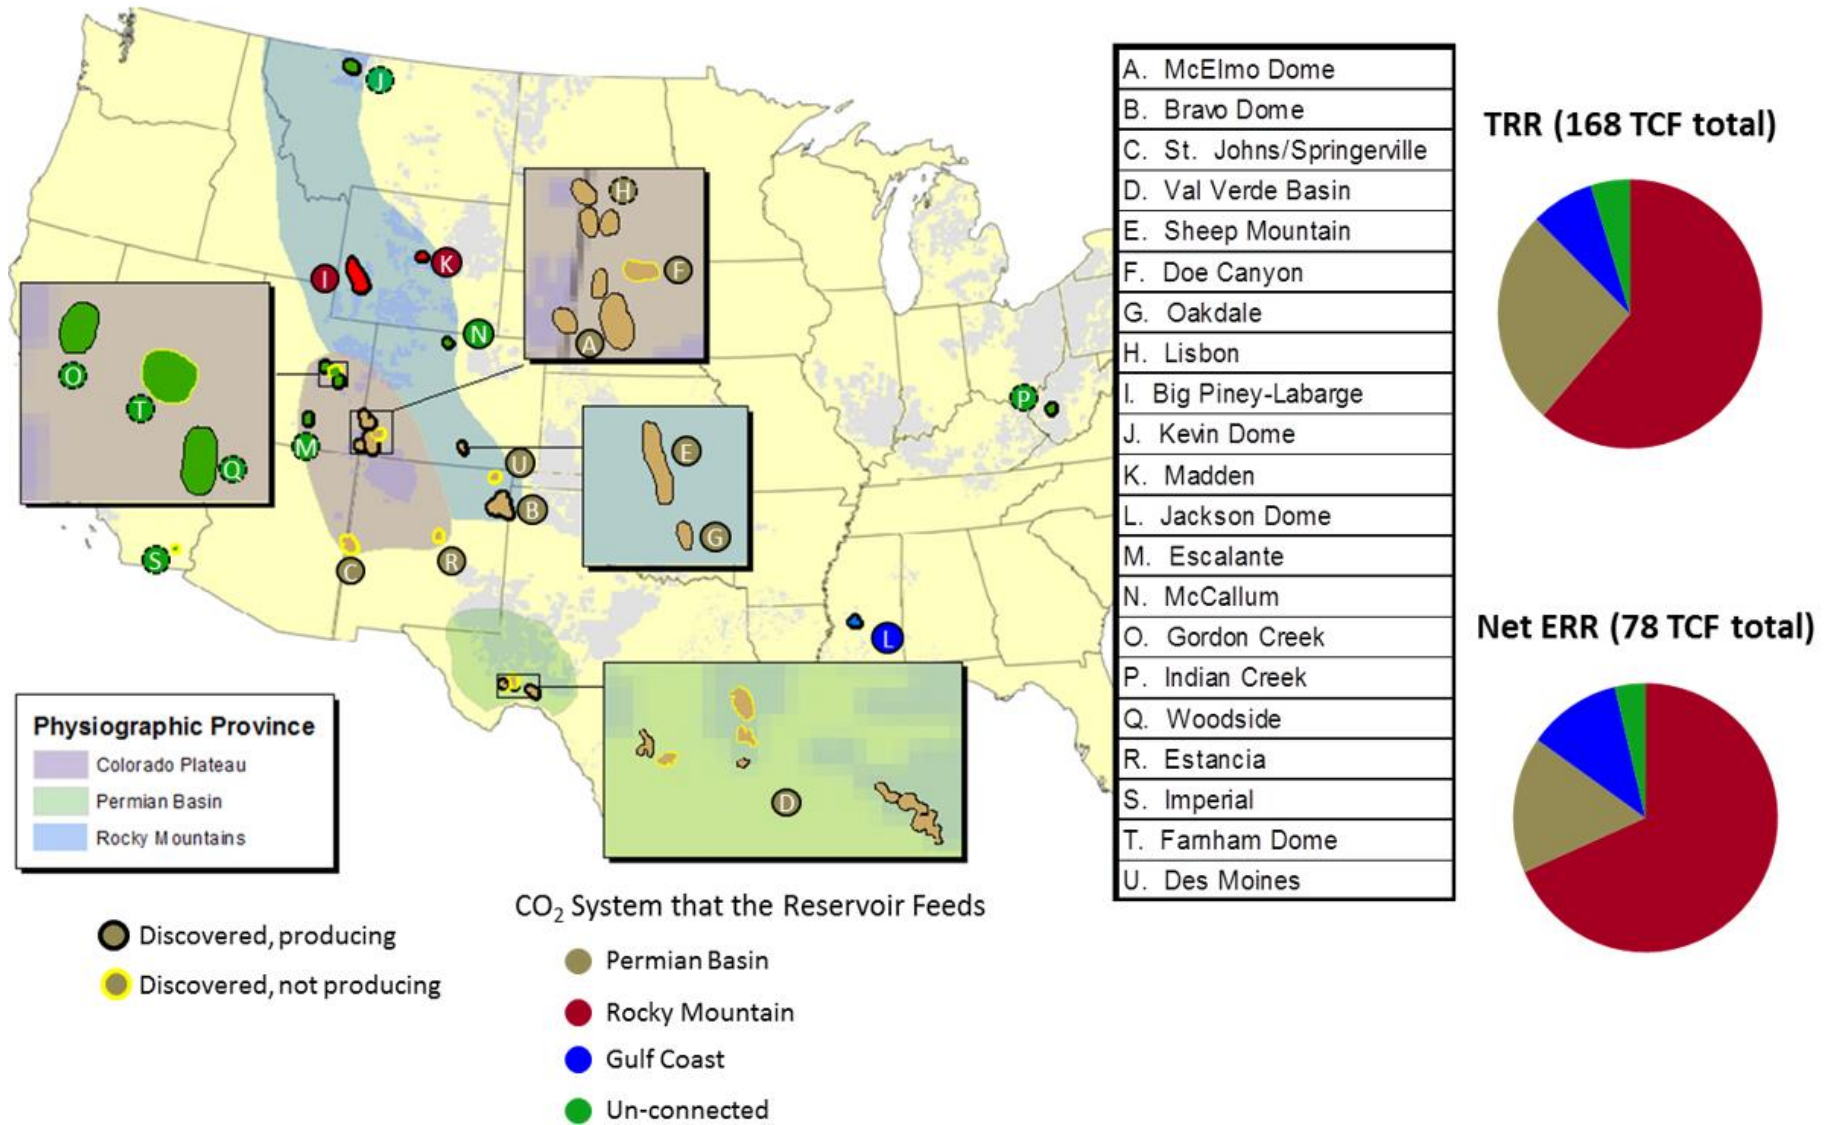 J
H
I
K
F
N
A
O
T
Q
M
P
E
U
B
G
S
C
R
L
D
A. McElmo Dome
B. Bravo Dome
C. St. Johns/Springerville
D. Val Verde Basin
E. Sheep Mountain
F. Doe Canyon
G. Oakdale
H. Lisbon
I. Big Piney-Labarge
J. Kevin Dome
K. Madden
L. Jackson Dome
M. Escalante
N. McCallum
O. Gordon Creek
P. Indian Creek
Q. Woodside
R. Estancia
S. Imperial
T. Farnham Dome
U. Des Moines
TRR (168 TCF total)
Net ERR (78 TCF total)
Physiographic Province
Colorado Plateau
Permian Basin
Rocky Mountains
Discovered, producing
Discovered, not producing
CO₂ System that the Reservoir Feeds
Permian Basin
Rocky Mountain
Gulf Coast
Un-connected